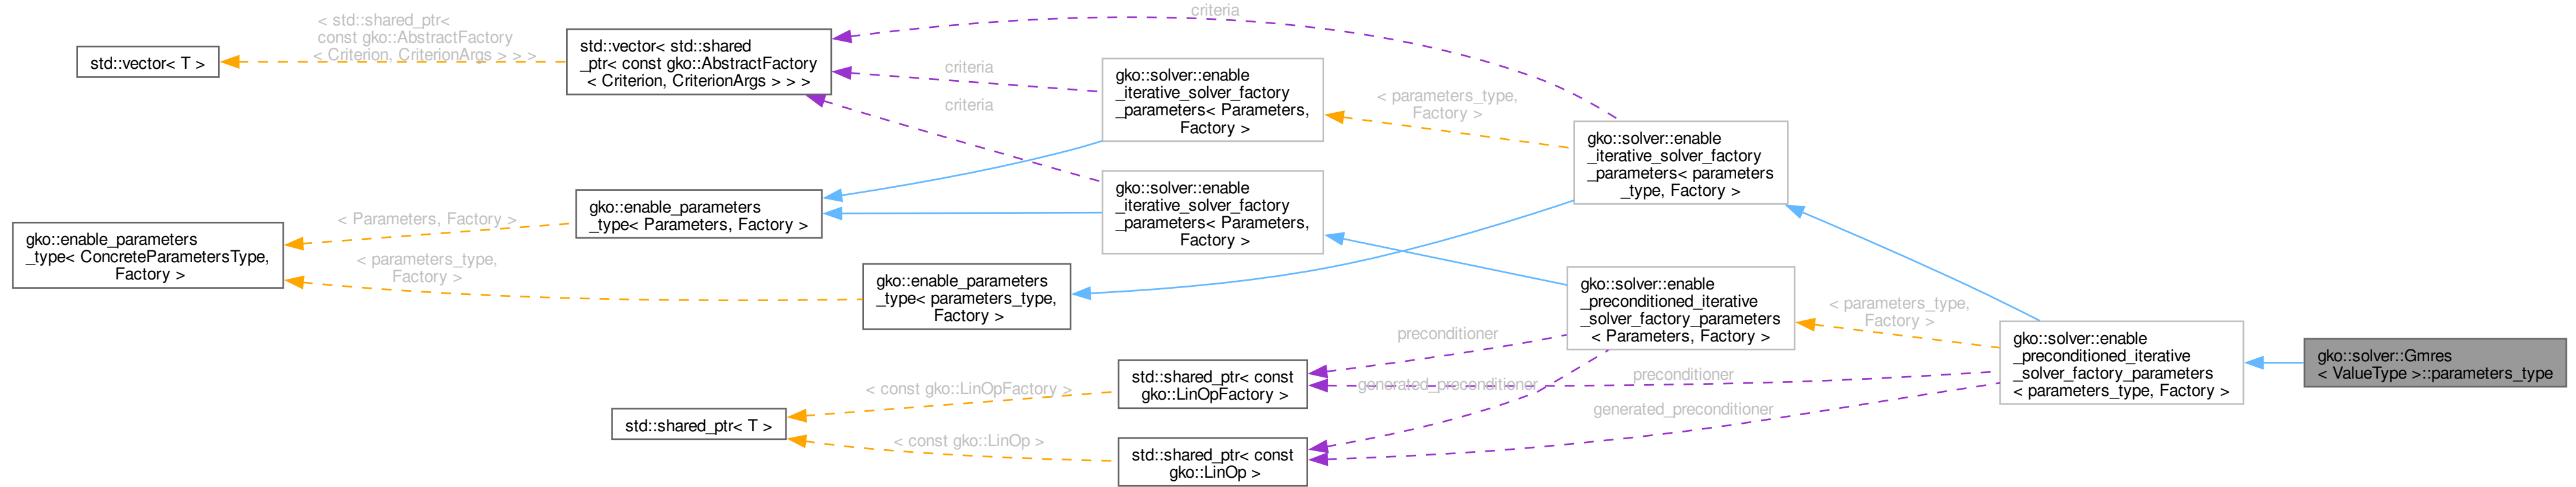 criteria
< std::shared_ptr<
const gko::AbstractFactory
< Criterion, CriterionArgs > > >
std::vector< T >
std::vector< std::shared
_ptr< const gko::AbstractFactory
< Criterion, CriterionArgs > > >
criteria
criteria
gko::solver::enable
_iterative_solver_factory
_parameters< Parameters,
Factory >
< parameters_type,
Factory >
gko::solver::enable
_iterative_solver_factory
_parameters< parameters
_type, Factory >
gko::solver::enable
_iterative_solver_factory
_parameters< Parameters,
Factory >
gko::enable_parameters
_type< Parameters, Factory >
< Parameters, Factory >
gko::enable_parameters
_type< ConcreteParametersType,
Factory >
< parameters_type,
Factory >
gko::enable_parameters
_type< parameters_type,
Factory >
gko::solver::enable
_preconditioned_iterative
_solver_factory_parameters
< Parameters, Factory >
< parameters_type,
Factory >
preconditioner
gko::solver::enable
_preconditioned_iterative
_solver_factory_parameters
< parameters_type, Factory >
gko::solver::Gmres
< ValueType >::parameters_type
std::shared_ptr< const
gko::LinOpFactory >
< const gko::LinOpFactory >
generated_preconditioner
preconditioner
generated_preconditioner
std::shared_ptr< T >
< const gko::LinOp >
std::shared_ptr< const
gko::LinOp >